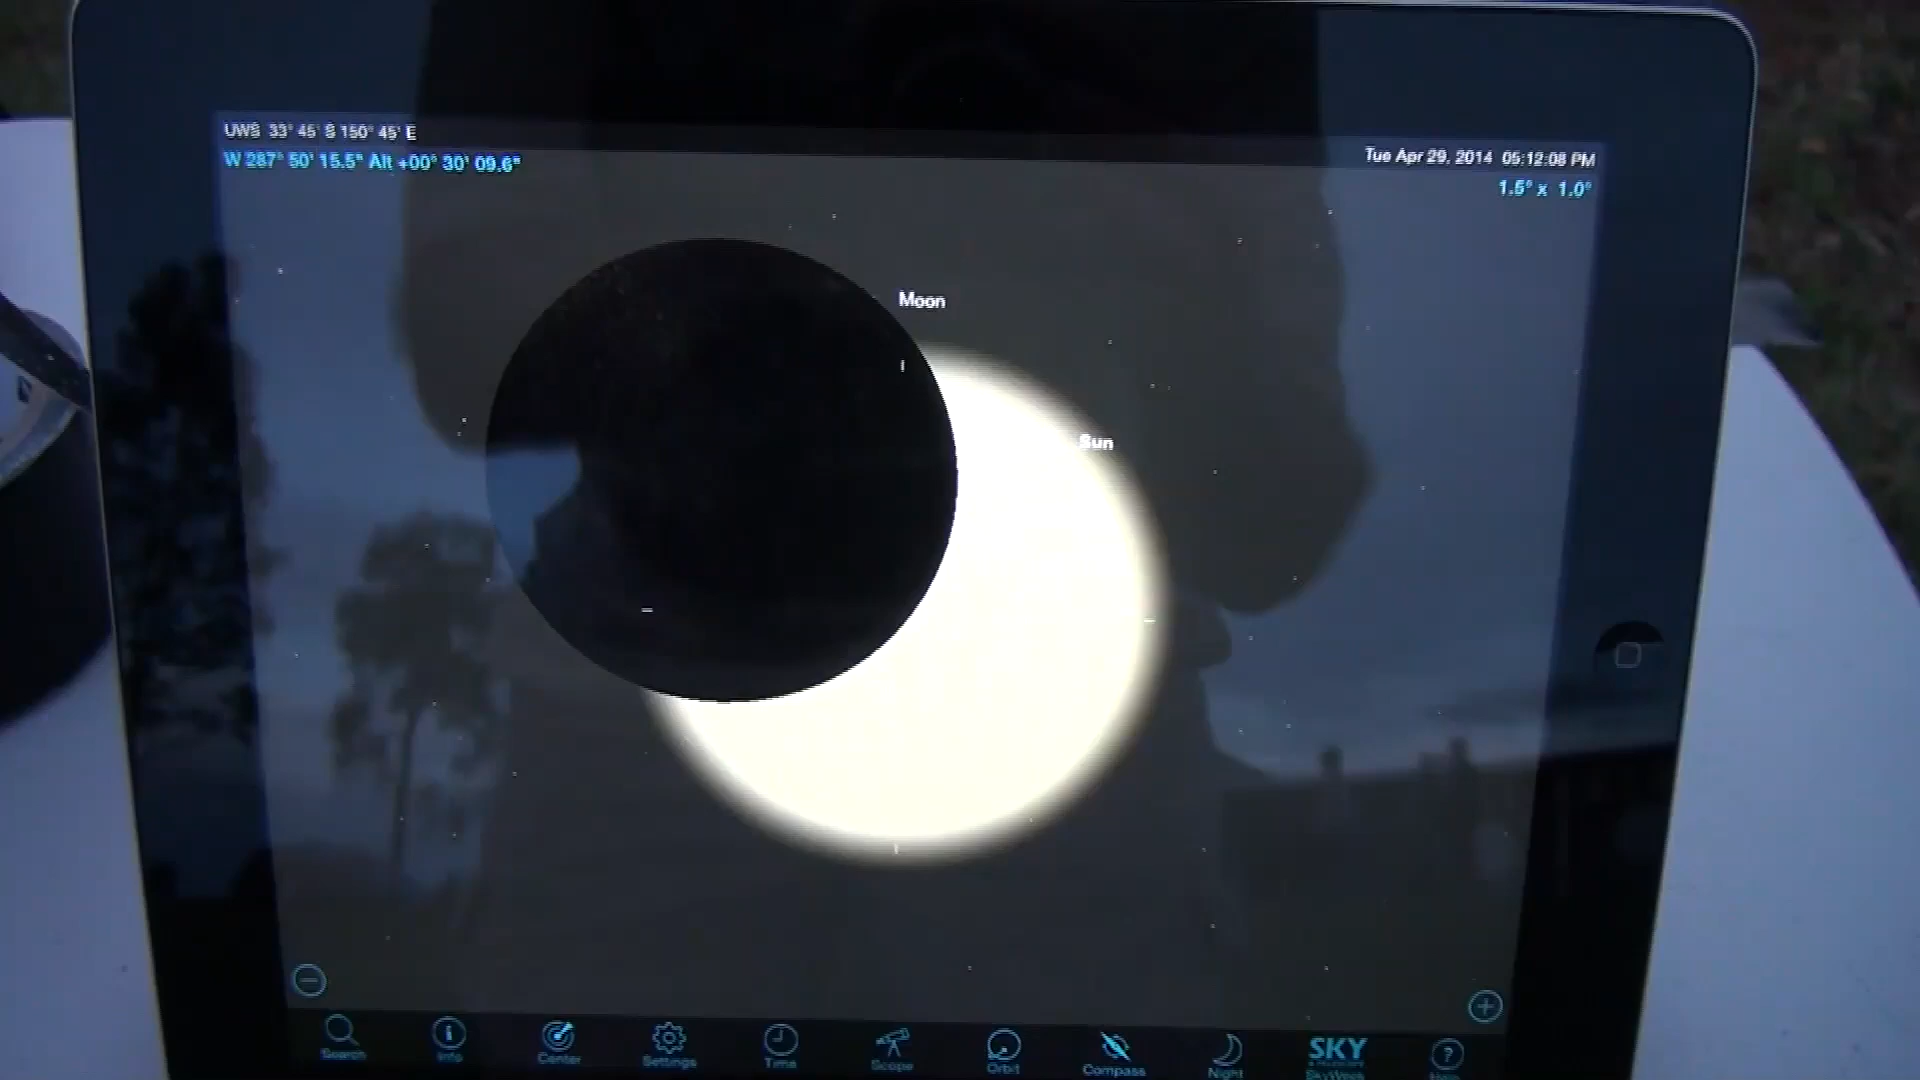 UWS 33° 45' S 150° 45' E
W 287° 50' 15.5" Alt +00° 30' 09.6"
Tue Apr 29, 2014 05:12:08 PM
1.5° x 1.0°
Moon
Sun
Search
Info
Center
Settings
Time
Scope
Orbit
Compass
Night
SKY
SkyWeek
?
Help